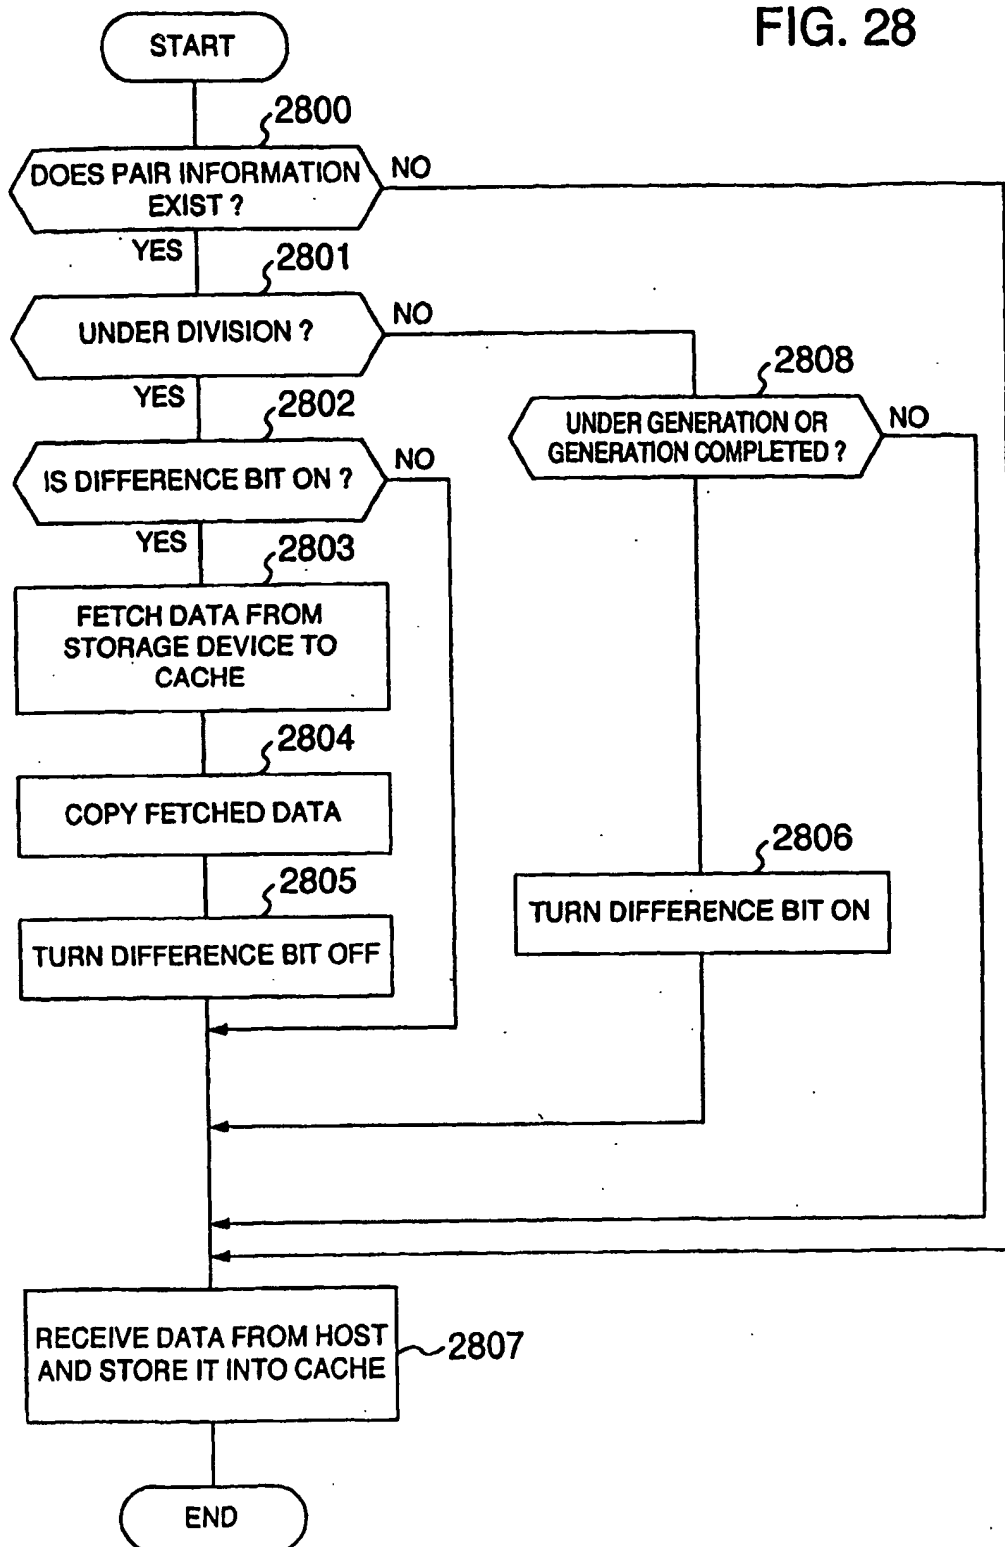 FIG. 28
START
2800
DOES PAIR INFORMATION
EXIST ?
NO
YES
2801
UNDER DIVISION ?
NO
YES
2802
2808
UNDER GENERATION OR
GENERATION COMPLETED ?
NO
IS DIFFERENCE BIT ON ?
NO
YES
2803
FETCH DATA FROM
STORAGE DEVICE TO
CACHE
2804
COPY FETCHED DATA
2805
TURN DIFFERENCE BIT OFF
2806
TURN DIFFERENCE BIT ON
RECEIVE DATA FROM HOST
AND STORE IT INTO CACHE
2807
END